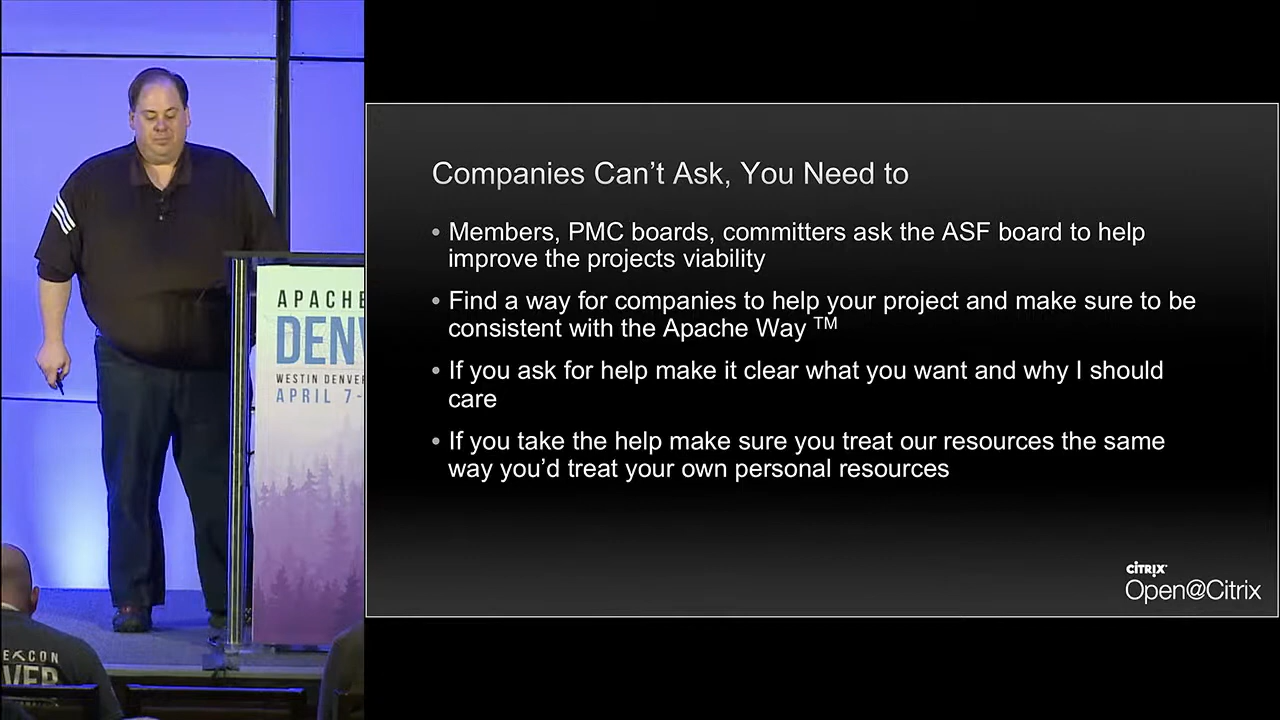 APACHE
DEN
WESTIN DENVER
APRIL 7-
CON
VER
Companies Can’t Ask, You Need to
• Members, PMC boards, committers ask the ASF board to help
improve the projects viability
• Find a way for companies to help your project and make sure to be
consistent with the Apache Way TM
• If you ask for help make it clear what you want and why I should
care
• If you take the help make sure you treat our resources the same
way you’d treat your own personal resources
CITRIX
Open@Citrix